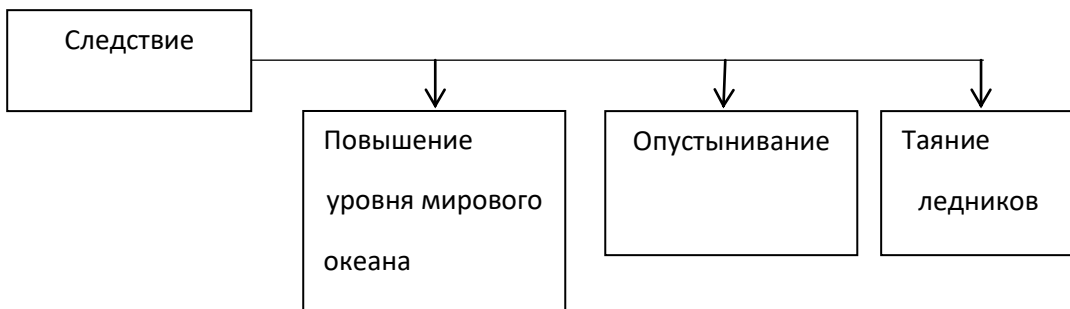 Следствие
Повышение
уровня мирового
океана
Опустынивание
Таяние
ледников